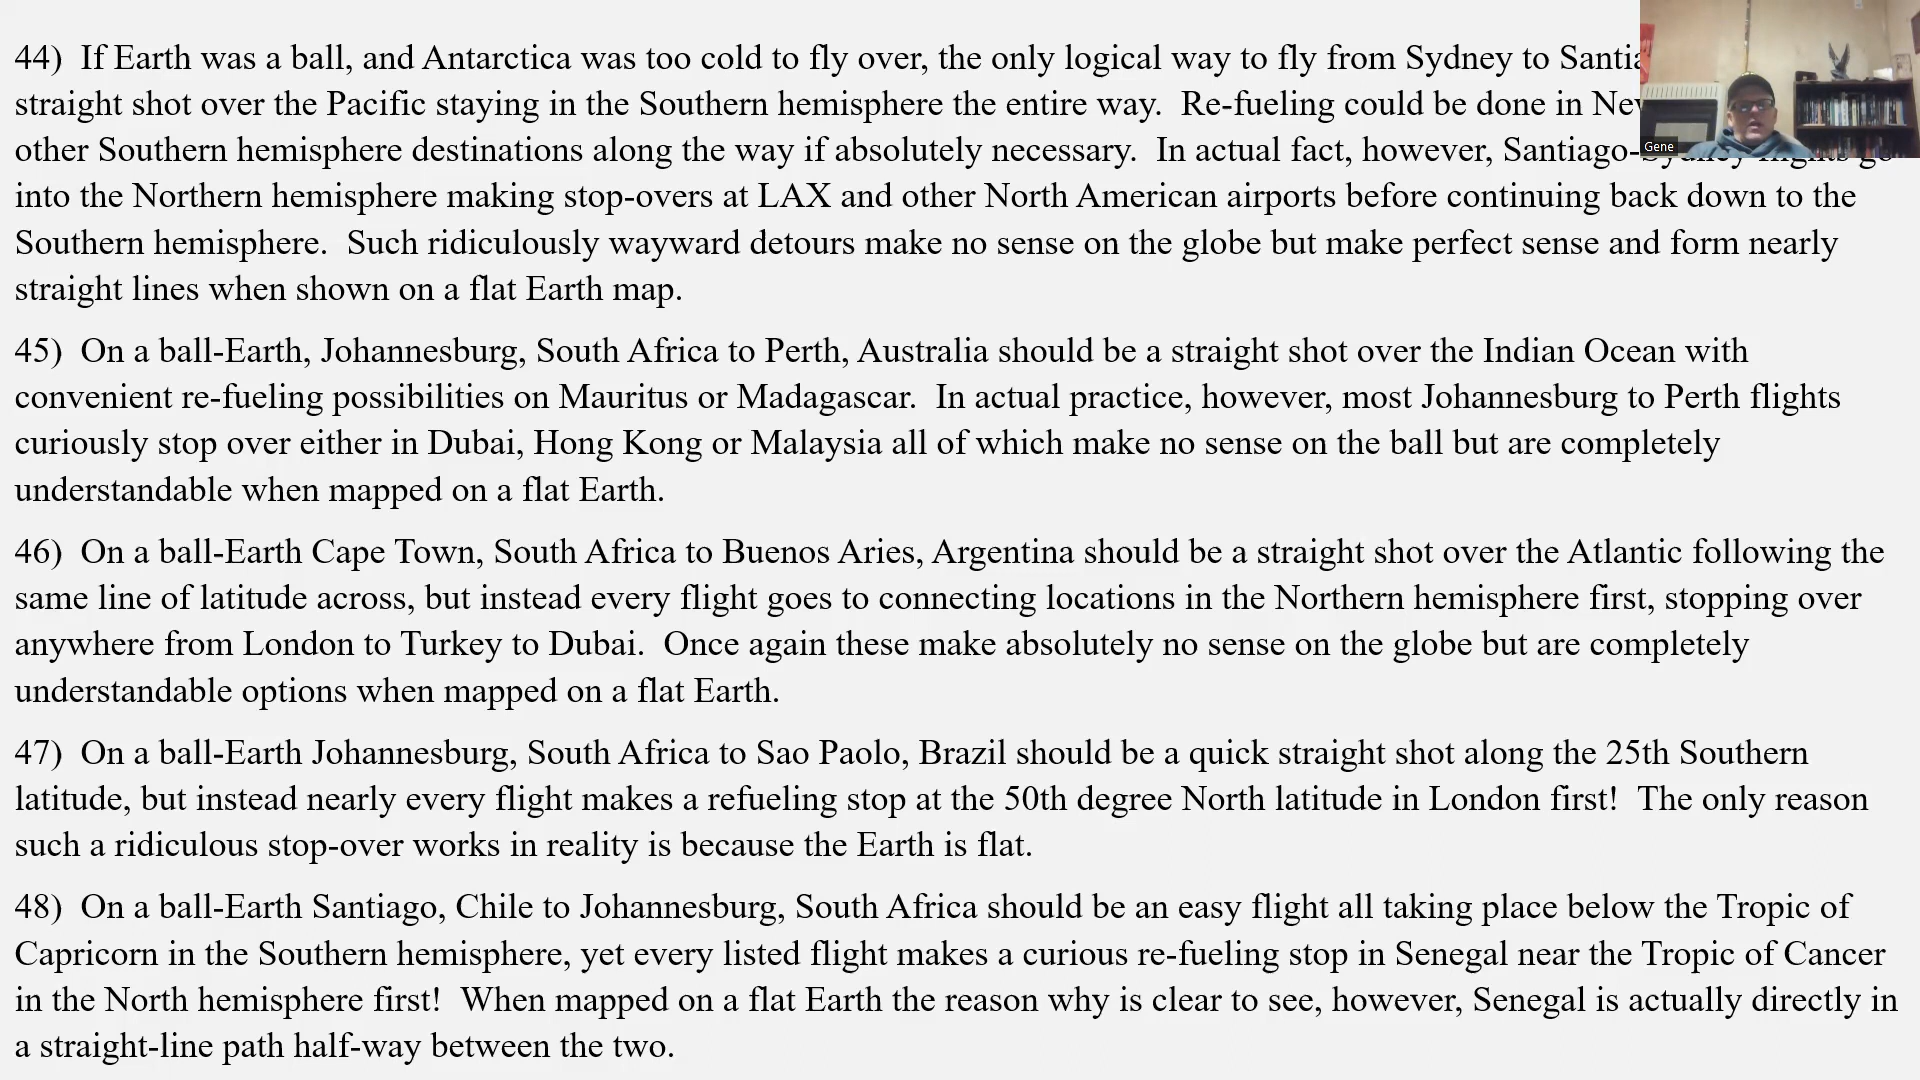 44)  If Earth was a ball, and Antarctica was too cold to fly over, the only logical way to fly from Sydney to
straight shot over the Pacific staying in the Southern hemisphere the entire way.  Re-fueling could be done in
other Southern hemisphere destinations along the way if absolutely necessary.  In actual fact, however, Santiago-Sydney flights go
into the Northern hemisphere making stop-overs at LAX and other North American airports before continuing back down to the
Southern hemisphere.  Such ridiculously wayward detours make no sense on the globe but make perfect sense and form nearly
straight lines when shown on a flat Earth map.
45)  On a ball-Earth, Johannesburg, South Africa to Perth, Australia should be a straight shot over the Indian Ocean with
convenient re-fueling possibilities on Mauritus or Madagascar.  In actual practice, however, most Johannesburg to Perth flights
curiously stop over either in Dubai, Hong Kong or Malaysia all of which make no sense on the ball but are completely
understandable when mapped on a flat Earth.
46)  On a ball-Earth Cape Town, South Africa to Buenos Aries, Argentina should be a straight shot over the Atlantic following the
same line of latitude across, but instead every flight goes to connecting locations in the Northern hemisphere first, stopping over
anywhere from London to Turkey to Dubai.  Once again these make absolutely no sense on the globe but are completely
understandable options when mapped on a flat Earth.
47)  On a ball-Earth Johannesburg, South Africa to Sao Paolo, Brazil should be a quick straight shot along the 25th Southern
latitude, but instead nearly every flight makes a refueling stop at the 50th degree North latitude in London first!  The only reason
such a ridiculous stop-over works in reality is because the Earth is flat.
48)  On a ball-Earth Santiago, Chile to Johannesburg, South Africa should be an easy flight all taking place below the Tropic of
Capricorn in the Southern hemisphere, yet every listed flight makes a curious re-fueling stop in Senegal near the Tropic of Cancer
in the North hemisphere first!  When mapped on a flat Earth the reason why is clear to see, however, Senegal is actually directly in
a straight-line path half-way between the two.
Gene